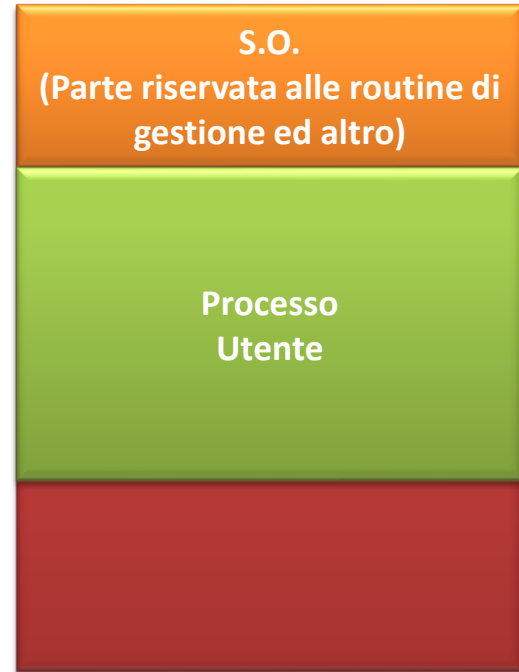 S.O.
(Parte riservata alle routine di
gestione ed altro)
Processo
Utente